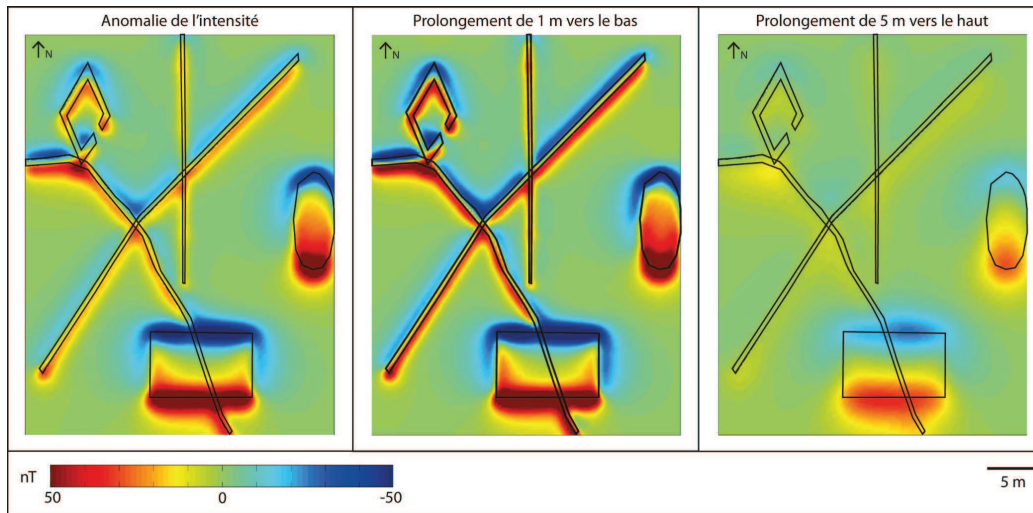 Anomalie de l'intensité
Prolongement de 1 m vers le bas
Prolongement de 5 m vers le haut
N
N
N
nT
50
0
-50
5 m